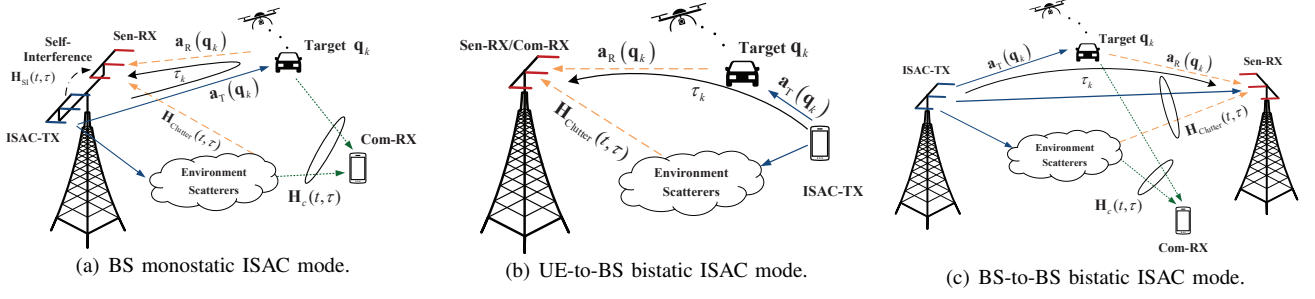 Self-
Interference
Sen-RX
H_SI(t,τ)
a_R(q_k)
τ_k
a_T(q_k)
Target q_k
ISAC-TX
H_Clutter(t,τ)
Environment
Scatterers
Com-RX
H_c(t,τ)
(a) BS monostatic ISAC mode.
Sen-RX/Com-RX
a_R(q_k)
Target q_k
τ_k
a_T(q_k)
H_Clutter(t,τ)
Environment
Scatterers
ISAC-TX
(b) UE-to-BS bistatic ISAC mode.
ISAC-TX
a_T(q_k)
Target q_k
τ_k
a_R(q_k)
Sen-RX
H_Clutter(t,τ)
Environment
Scatterers
H_c(t,τ)
Com-RX
(c) BS-to-BS bistatic ISAC mode.